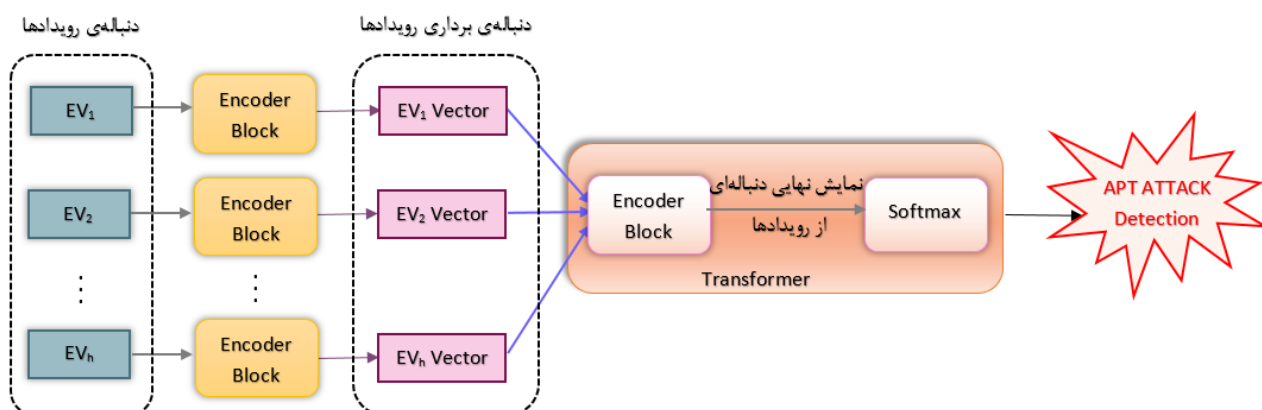 دنباله‌ی رویدادها
دنباله‌ی برداری رویدادها
EV₁
Encoder
Block
EV₁ Vector
EV₂
Encoder
Block
EV₂ Vector
⋮
⋮
EVₕ
Encoder
Block
EVₕ Vector
Encoder
Block
نمایش نهایی دنباله‌ای
از رویدادها
Softmax
Transformer
APT ATTACK
Detection